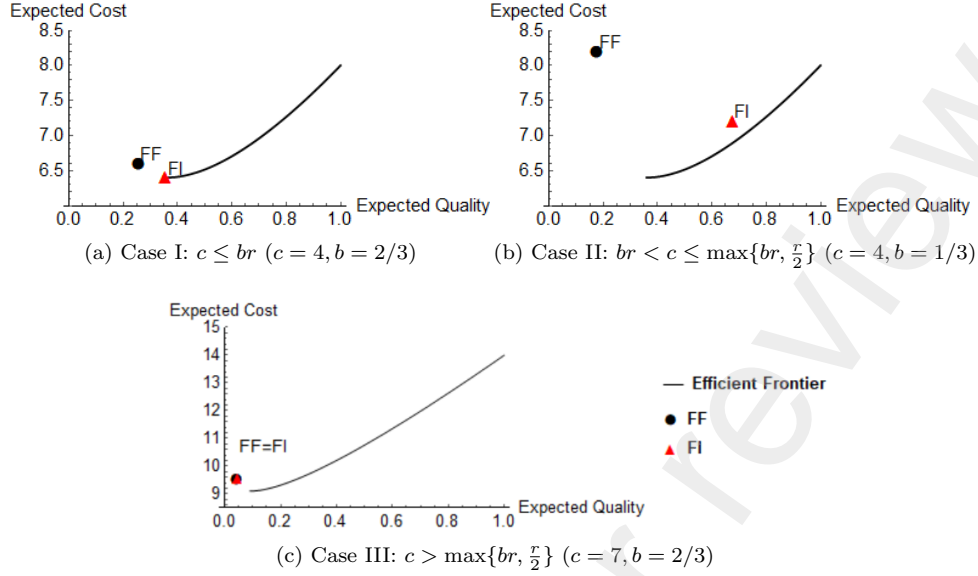 Expected Cost
8.5
8.0
7.5
7.0
6.5
FF
FI
0.0 0.2 0.4 0.6 0.8 1.0
Expected Quality
(a) Case I: c ≤ br (c = 4, b = 2/3)
Expected Cost
8.5
8.0
7.5
7.0
6.5
FF
FI
0.0 0.2 0.4 0.6 0.8 1.0
Expected Quality
(b) Case II: br < c ≤ max{br, r/2} (c = 4, b = 1/3)
Expected Cost
15
14
13
12
11
10
9
FF=FI
0.0 0.2 0.4 0.6 0.8 1.0
Expected Quality
Efficient Frontier
FF
FI
(c) Case III: c > max{br, r/2} (c = 7, b = 2/3)
r review